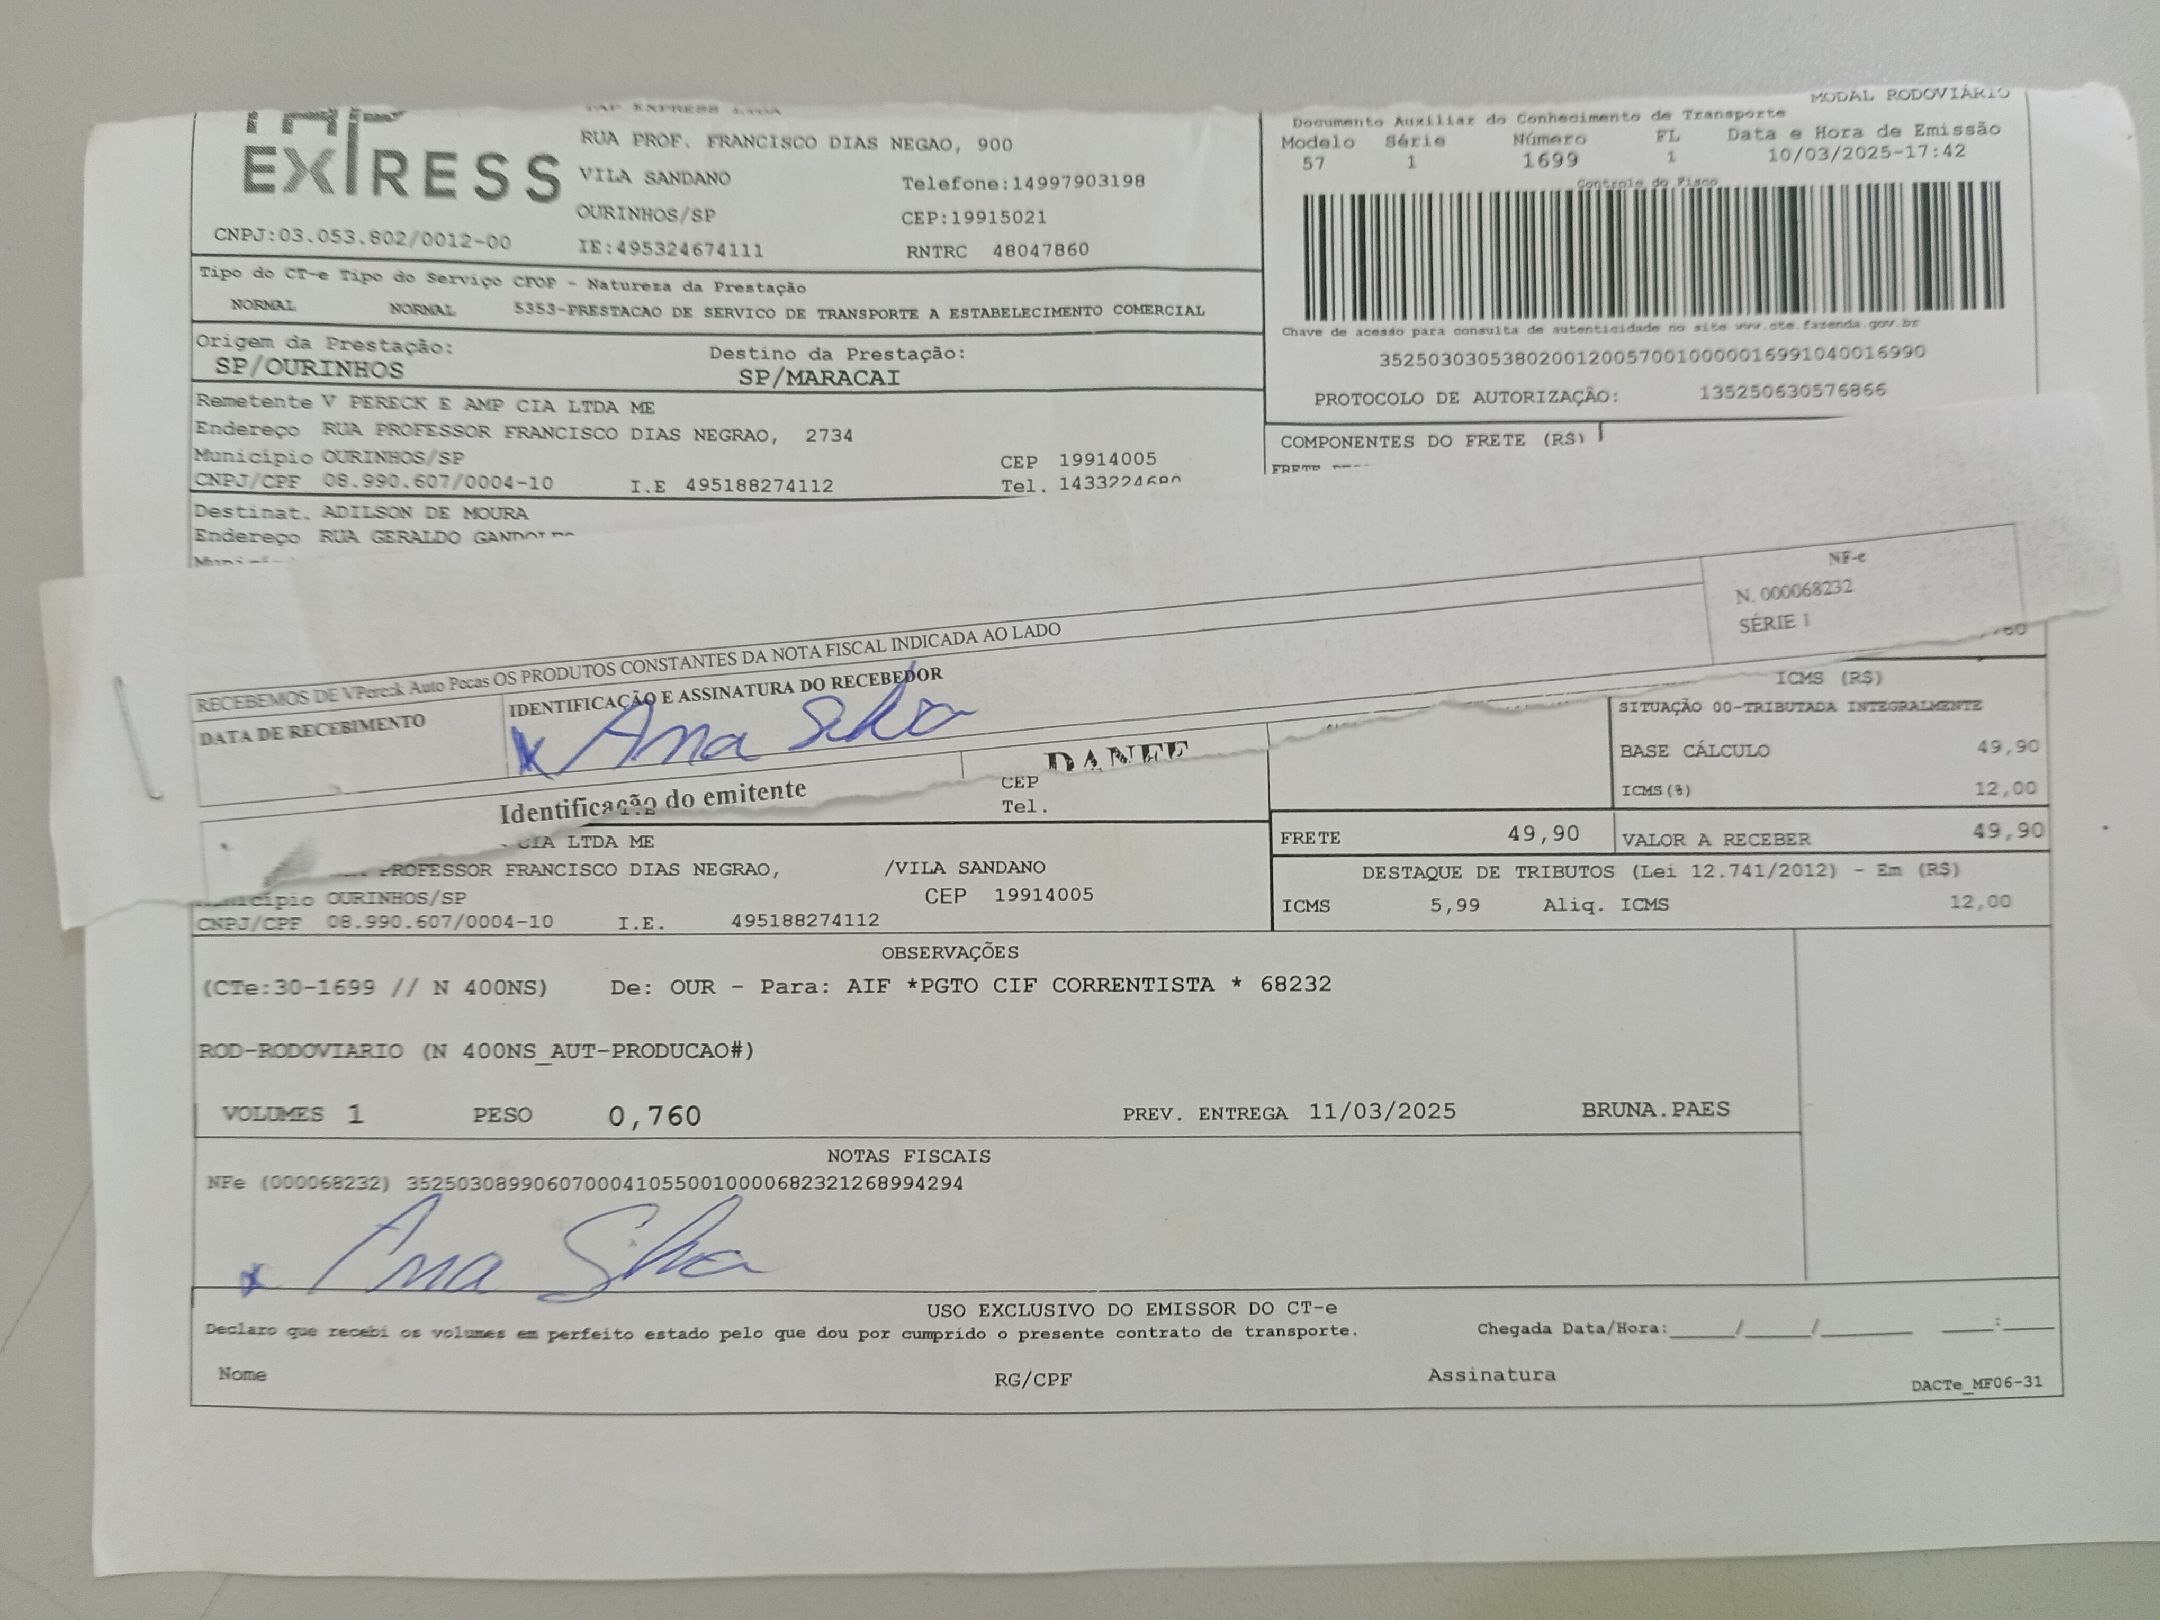 TAF EXPRESS LTDA
EXPRESS
RUA PROF. FRANCISCO DIAS NEGAO, 900
VILA SANDANO
Telefone:14997903198
OURINHOS/SP
CEP:19915021
CNPJ:03.053.802/0012-00
IE:495324674111
RNTRC 48047860
MODAL RODOVIÁRIO
Documento Auxiliar do Conhecimento de Transporte
Modelo Série Número FL Data e Hora de Emissão
57 1 1699 1 10/03/2025-17:42
Controle do Fisco
Chave de acesso para consulta de autenticidade no site www.cte.fazenda.gov.br
35250303053802001200570010000016991040016990
PROTOCOLO DE AUTORIZAÇÃO: 135250630576866
Tipo do CT-e Tipo do Serviço CFOP - Natureza da Prestação
NORMAL NORMAL 5353-PRESTACAO DE SERVICO DE TRANSPORTE A ESTABELECIMENTO COMERCIAL
Origem da Prestação: Destino da Prestação:
SP/OURINHOS SP/MARACAI
Remetente V PERECK E AMP CIA LTDA ME
Endereço RUA PROFESSOR FRANCISCO DIAS NEGRAO, 2734
Município OURINHOS/SP CEP 19914005
CNPJ/CPF 08.990.607/0004-10 I.E 495188274112 Tel. 1433224680
COMPONENTES DO FRETE (R$)
FRETE
Destinat. ADILSON DE MOURA
Endereço RUA GERALDO
NF-e
N. 000068232
SÉRIE 1
RECEBEMOS DE VPereck Auto Pecas OS PRODUTOS CONSTANTES DA NOTA FISCAL INDICADA AO LADO
DATA DE RECEBIMENTO
IDENTIFICAÇÃO E ASSINATURA DO RECEBEDOR
Ana Silva
Identificação do emitente
DANFE
CEP
Tel.
ICMS (R$)
SITUAÇÃO 00-TRIBUTADA INTEGRALMENTE
BASE CÁLCULO 49,90
ICMS(%) 12,00
FRETE 49,90 VALOR A RECEBER 49,90
CIA LTDA ME
PROFESSOR FRANCISCO DIAS NEGRAO, /VILA SANDANO
Município OURINHOS/SP CEP 19914005
CNPJ/CPF 08.990.607/0004-10 I.E. 495188274112
DESTAQUE DE TRIBUTOS (Lei 12.741/2012) - Em (R$)
ICMS 5,99 Aliq. ICMS 12,00
OBSERVAÇÕES
(CTe:30-1699 // N 400NS) De: OUR - Para: AIF *PGTO CIF CORRENTISTA * 68232
ROD-RODOVIARIO (N 400NS_AUT-PRODUCAO#)
VOLUMES 1 PESO 0,760 PREV. ENTREGA 11/03/2025 BRUNA.PAES
NOTAS FISCAIS
NFe (000068232) 35250308990607000410550010000682321268994294
Ana Silva
USO EXCLUSIVO DO EMISSOR DO CT-e
Declaro que recebi os volumes em perfeito estado pelo que dou por cumprido o presente contrato de transporte. Chegada Data/Hora:____/____/______ ____:____
Nome RG/CPF Assinatura
DACTe_MF06-31